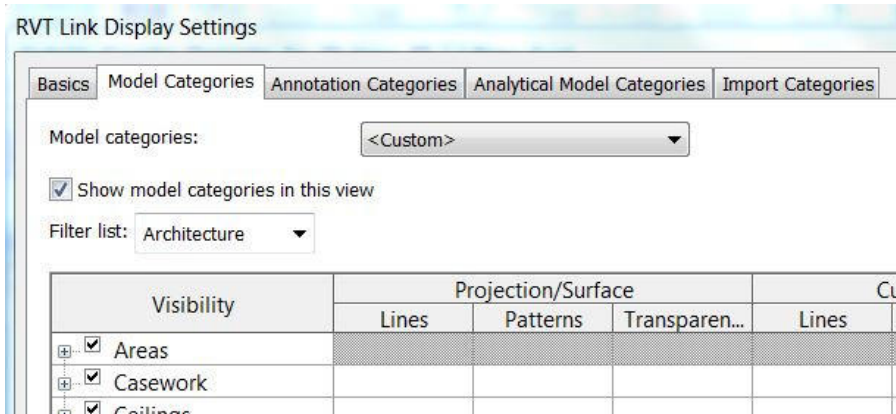 RVT Link Display Settings
Basics Model Categories Annotation Categories Analytical Model Categories Import Categories
Model categories: <Custom>
Show model categories in this view
Filter list: Architecture
Visibility Projection/Surface
Lines Patterns Transparen... Lines
Areas
Casework
Ceilings